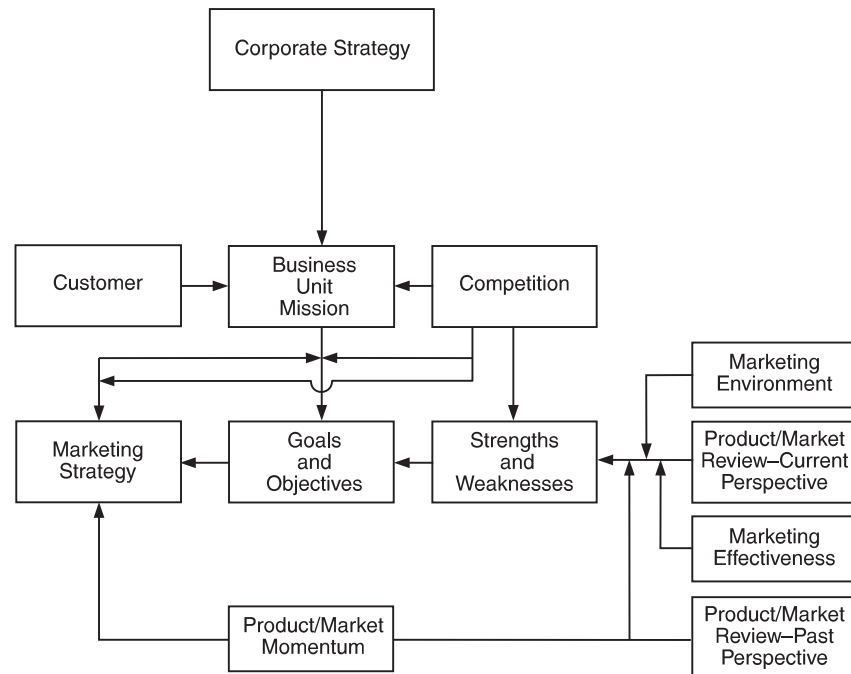 Corporate Strategy
Customer
Business
Unit
Mission
Competition
Marketing
Environment
Marketing
Strategy
Goals
and
Objectives
Strengths
and
Weaknesses
Product/Market
Review–Current
Perspective
Marketing
Effectiveness
Product/Market
Momentum
Product/Market
Review–Past
Perspective